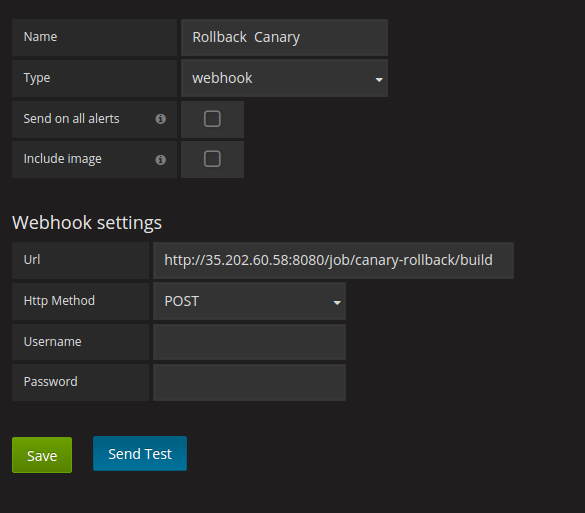 Name Rollback Canary
Type webhook
Send on all alerts
Include image
Webhook settings
Url http://35.202.60.58:8080/job/canary-rollback/build
Http Method POST
Username
Password
Save Send Test